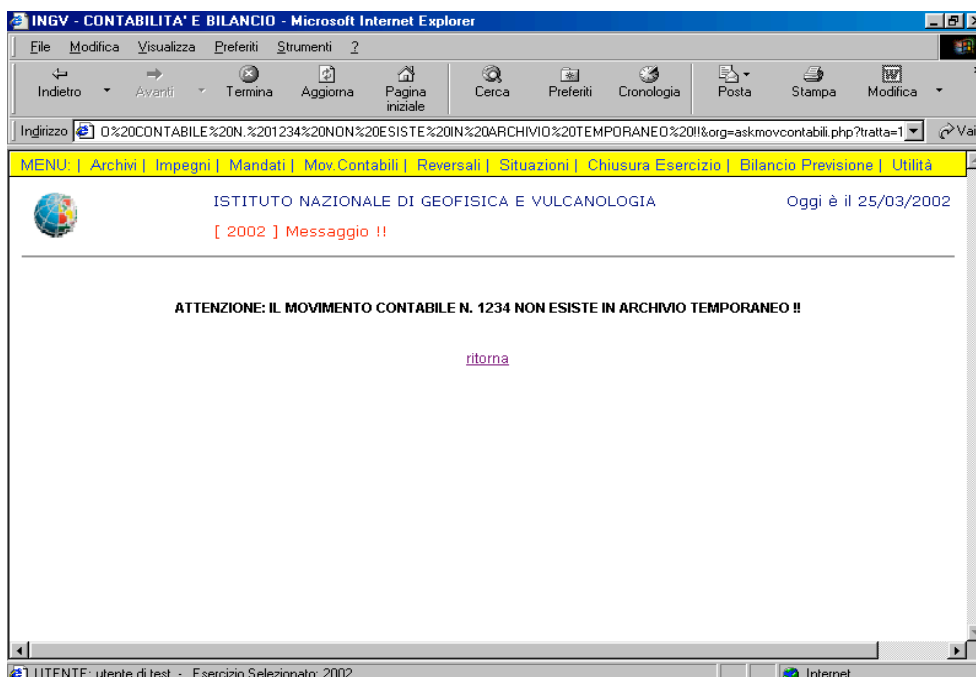 INGV - CONTABILITA' E BILANCIO - Microsoft Internet Explorer
File Modifica Visualizza Preferiti Strumenti ?
Indietro Avanti Termina Aggiorna Pagina iniziale Cerca Preferiti Cronologia Posta Stampa Modifica
Indirizzo O%20CONTABILE%20N.%201234%20NON%20ESISTE%20IN%20ARCHIVIO%20TEMPORANEO%20!!&org=askmovcontabili.php?tratta=1 Vai
MENU: | Archivi | Impegni | Mandati | Mov.Contabili | Reversali | Situazioni | Chiusura Esercizio | Bilancio Previsione | Utilità
ISTITUTO NAZIONALE DI GEOFISICA E VULCANOLOGIA Oggi è il 25/03/2002
[ 2002 ] Messaggio !!
ATTENZIONE: IL MOVIMENTO CONTABILE N. 1234 NON ESISTE IN ARCHIVIO TEMPORANEO !!
ritorna
UTENTE: utente di test - Esercizio Selezionato: 2002 Internet